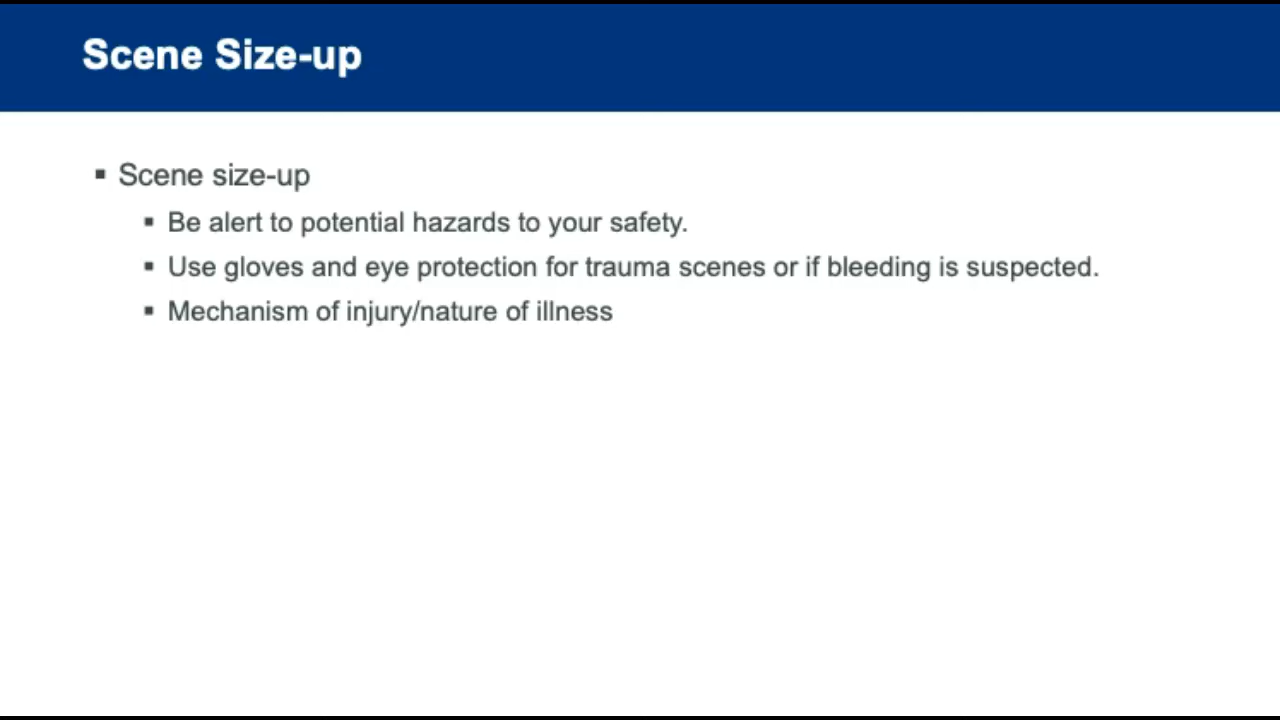 Scene Size-up
▪ Scene size-up
▪ Be alert to potential hazards to your safety.
▪ Use gloves and eye protection for trauma scenes or if bleeding is suspected.
▪ Mechanism of injury/nature of illness